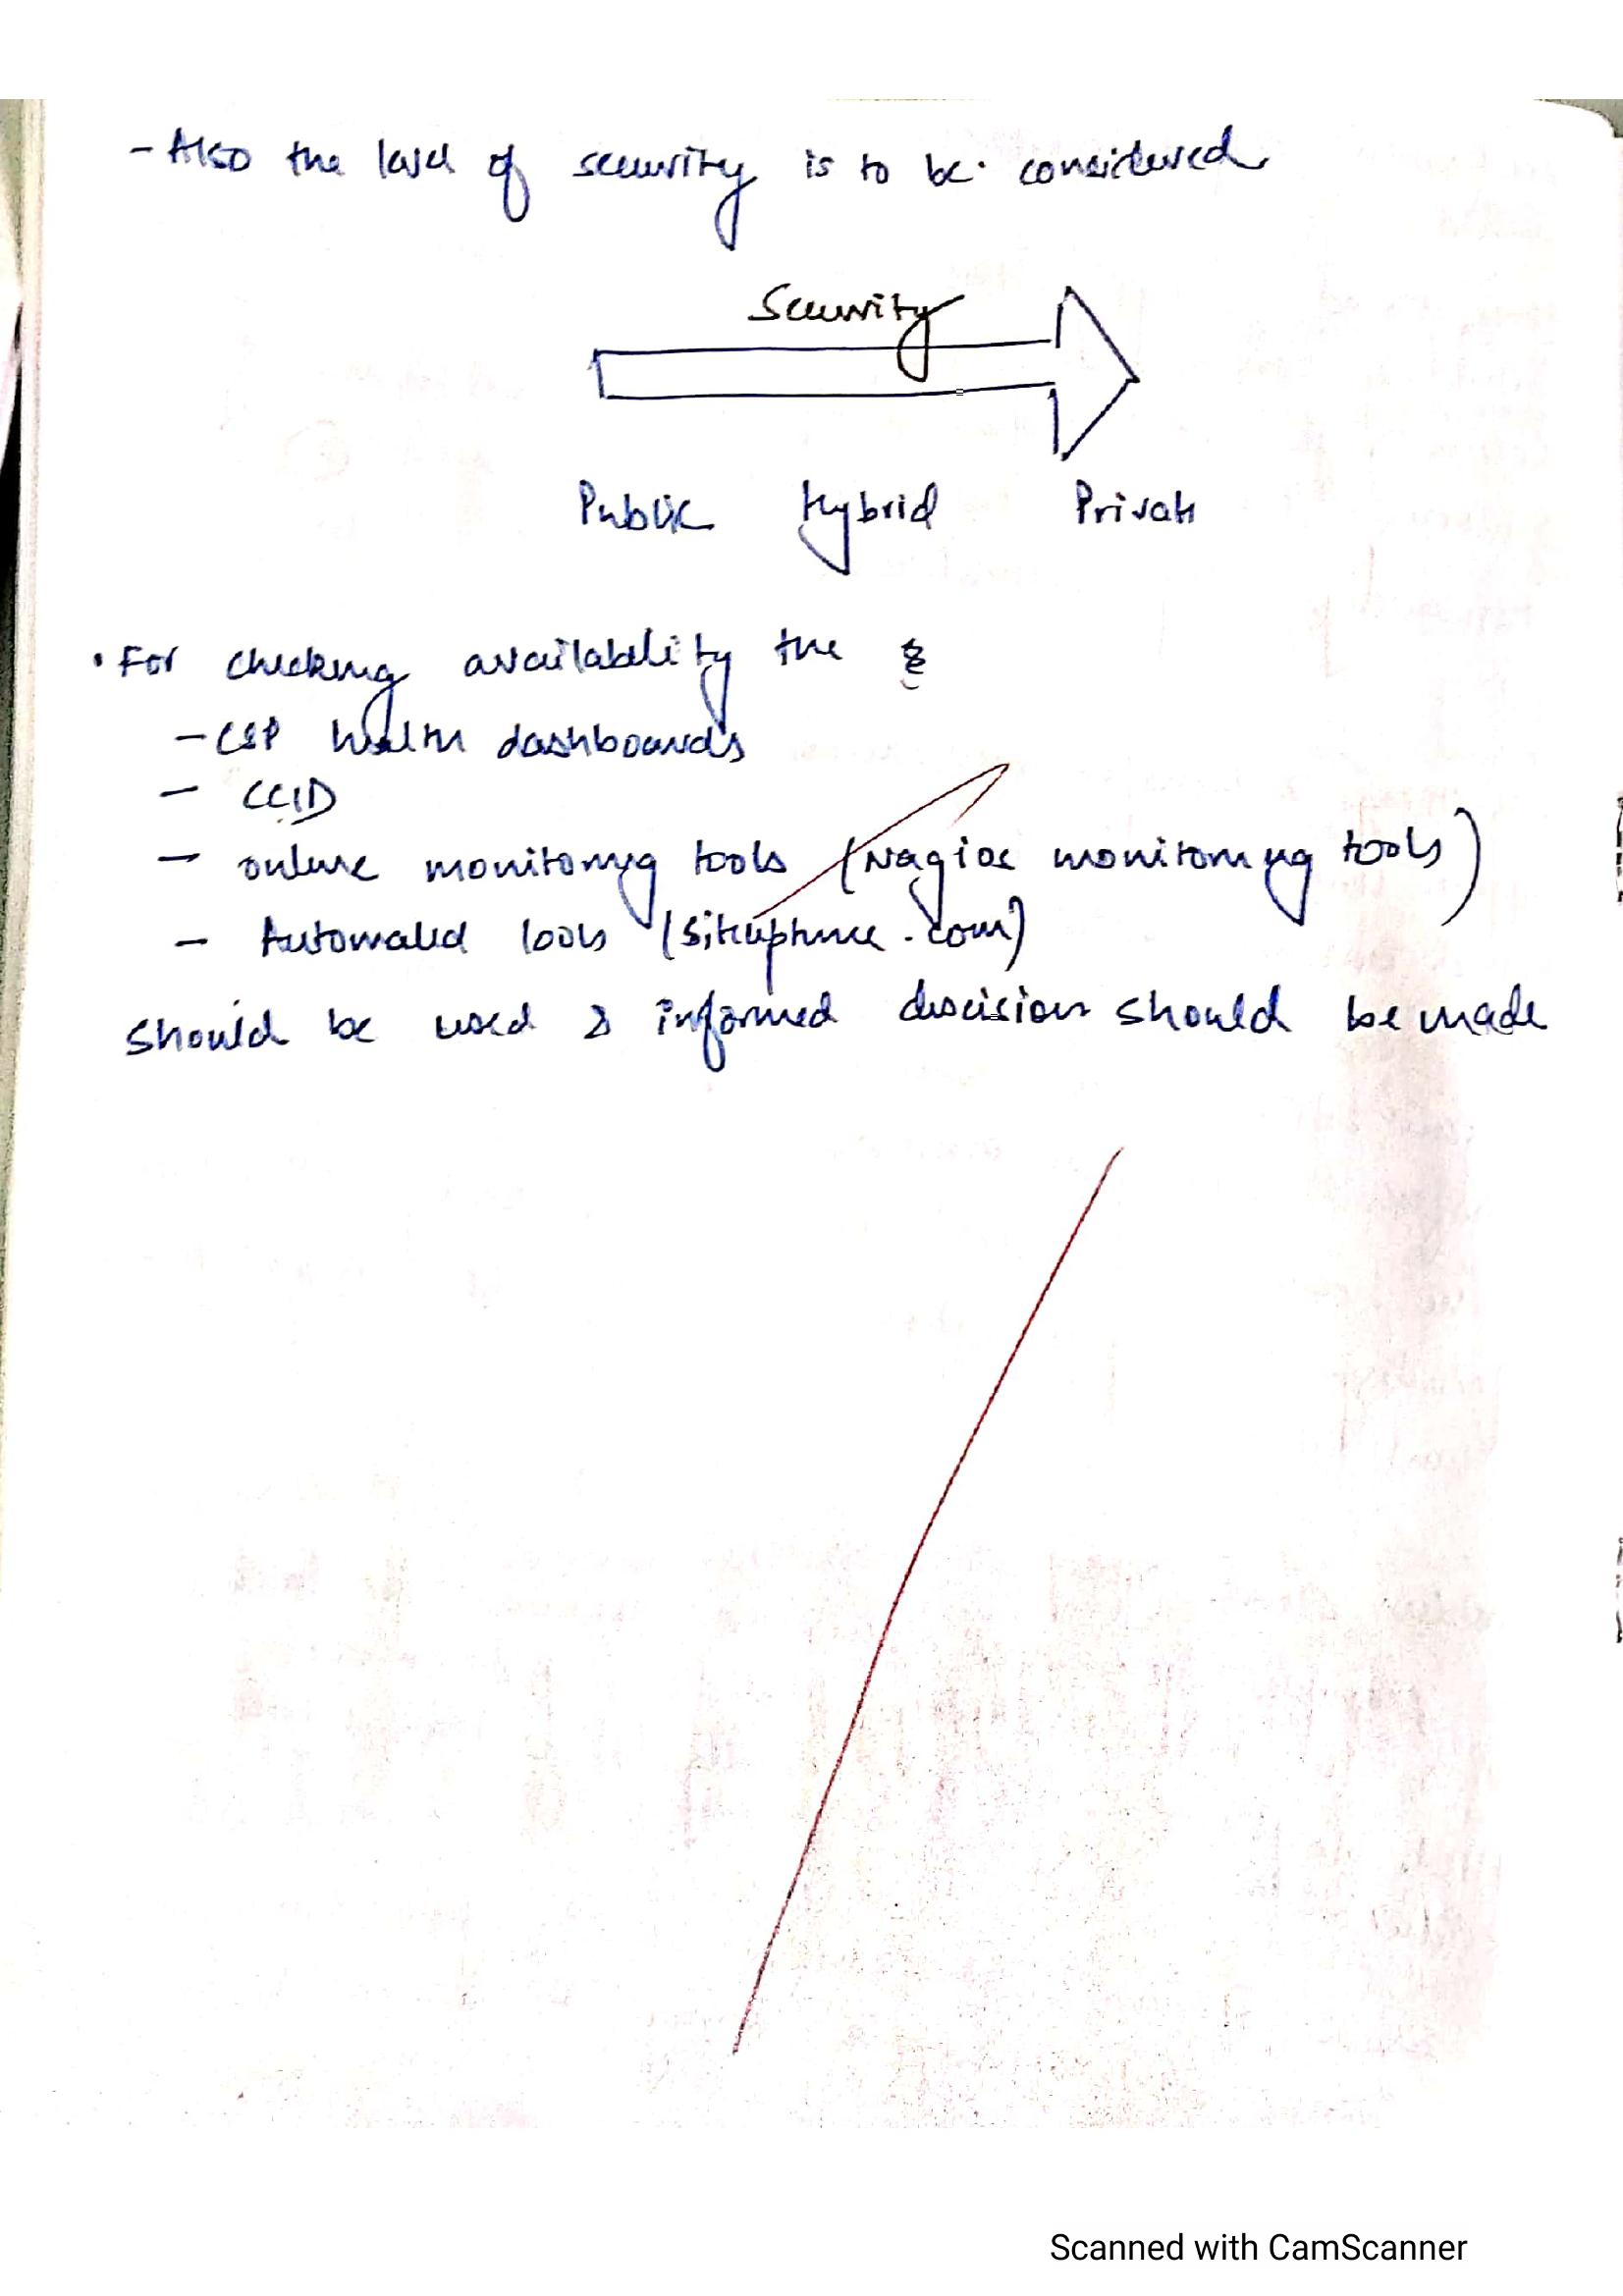 - Also the level of security is to be considered
Security
Public Hybrid Private
• For checking availability the
- CSP health dashboards
- CCID
- online monitoring tools (Nagios monitoring tools)
- Automated tools (siteuptime.com)
should be used & informed descision should be made
Scanned with CamScanner